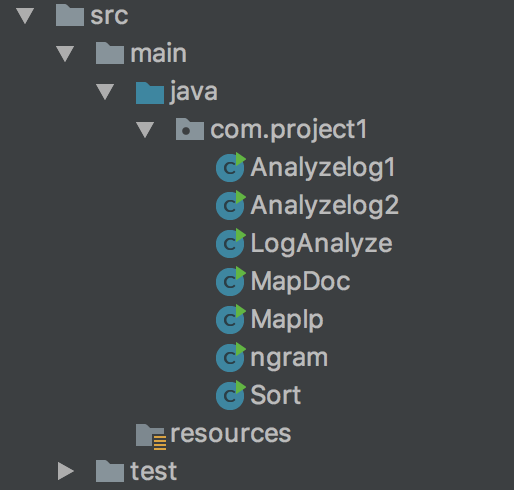 src
main
java
com.project1
Analyzelog1
Analyzelog2
LogAnalyze
MapDoc
MapIp
ngram
Sort
resources
test